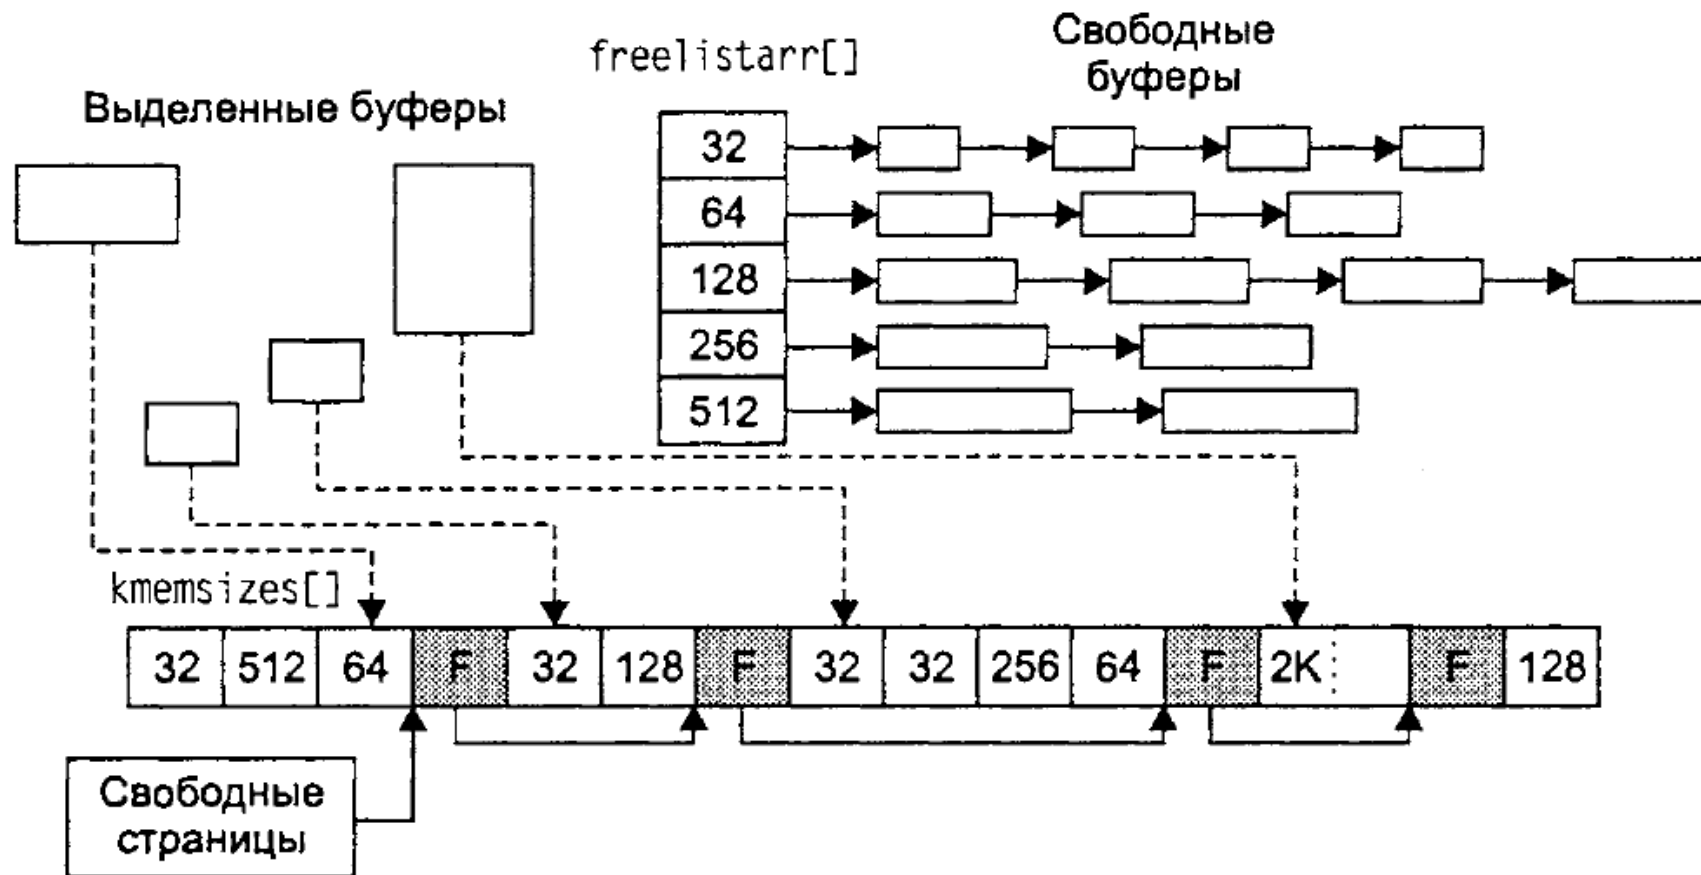 Свободные
буферы
freelistarr[]
Выделенные буферы
32
64
128
256
512
kmemsizes[]
32 512 64 F 32 128 F 32 32 256 64 F 2K F 128
Свободные
страницы